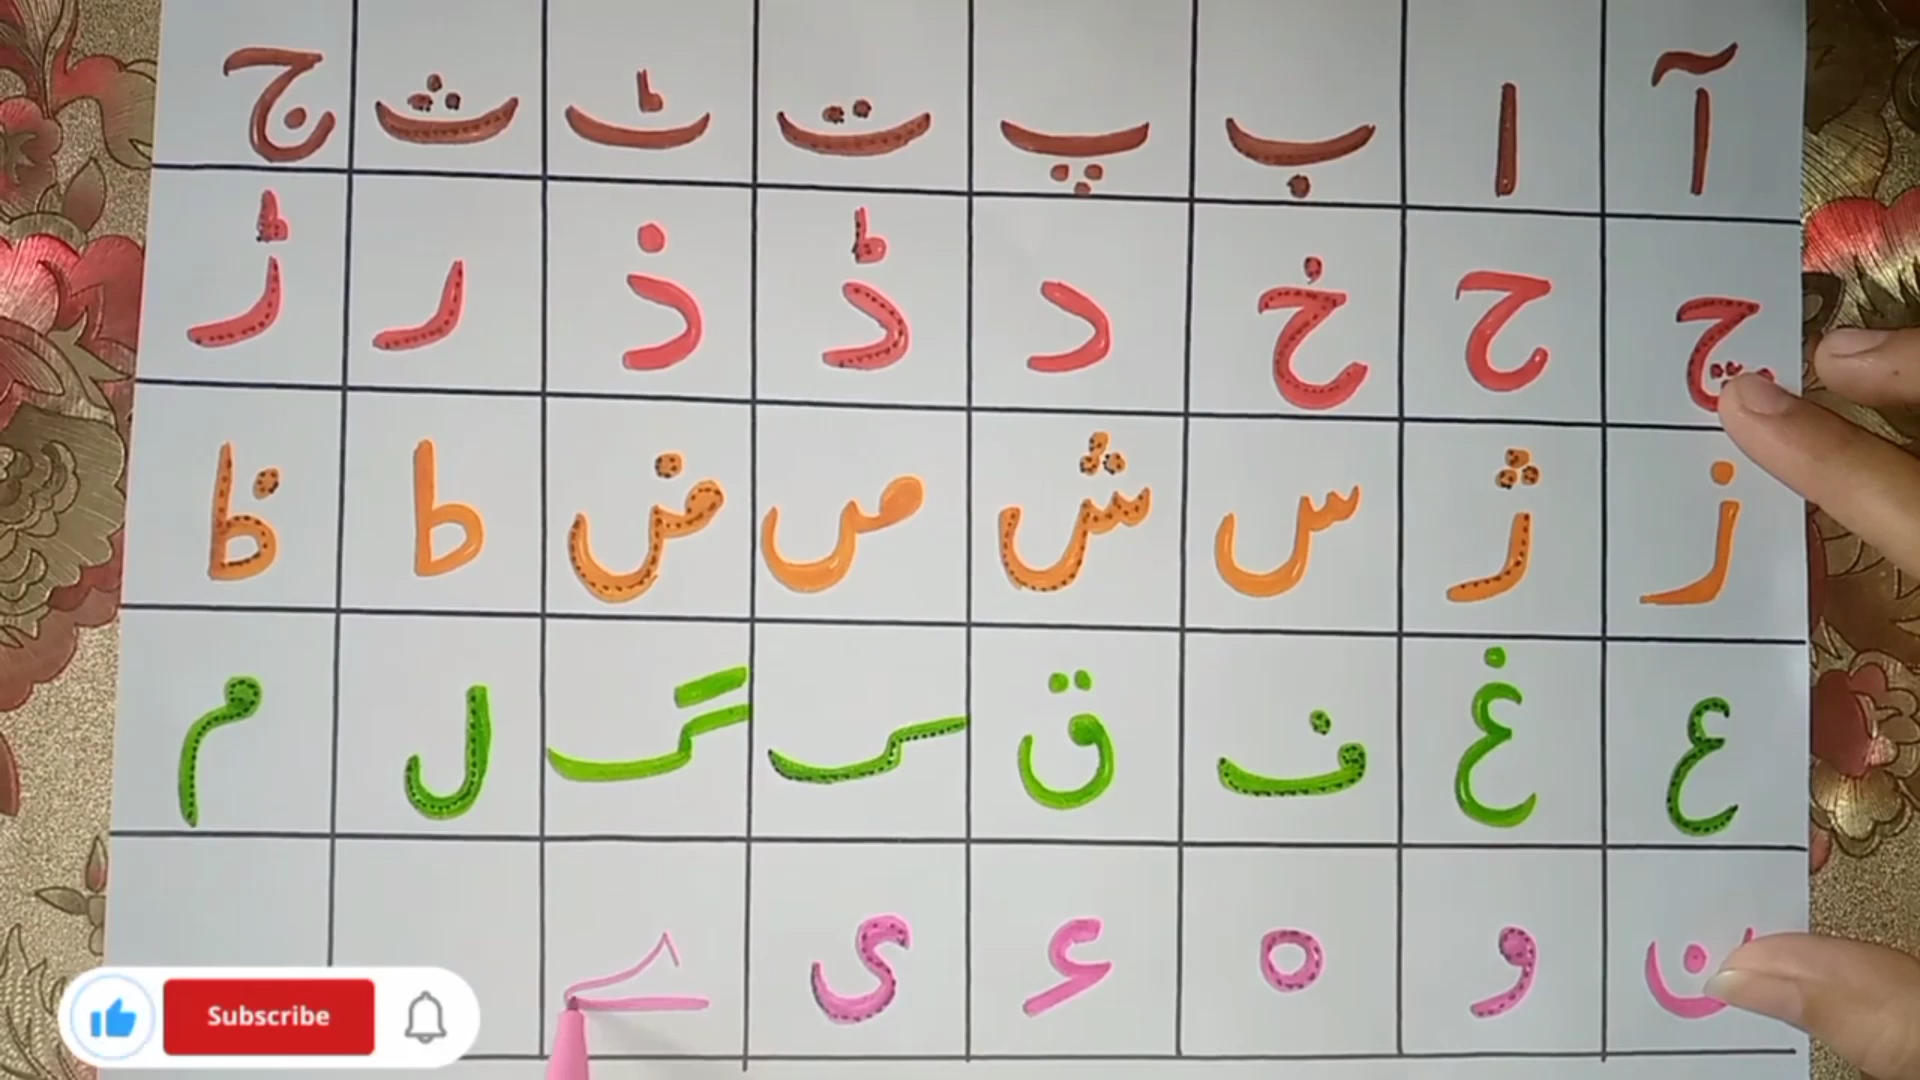 آ ا ب پ ت ٹ ث ج
چ ح خ د ڈ ذ ر ڑ
ز ژ س ش ص ض ط ظ
ع غ ف ق ک گ ل م
ن و ہ ء ی ے
Subscribe